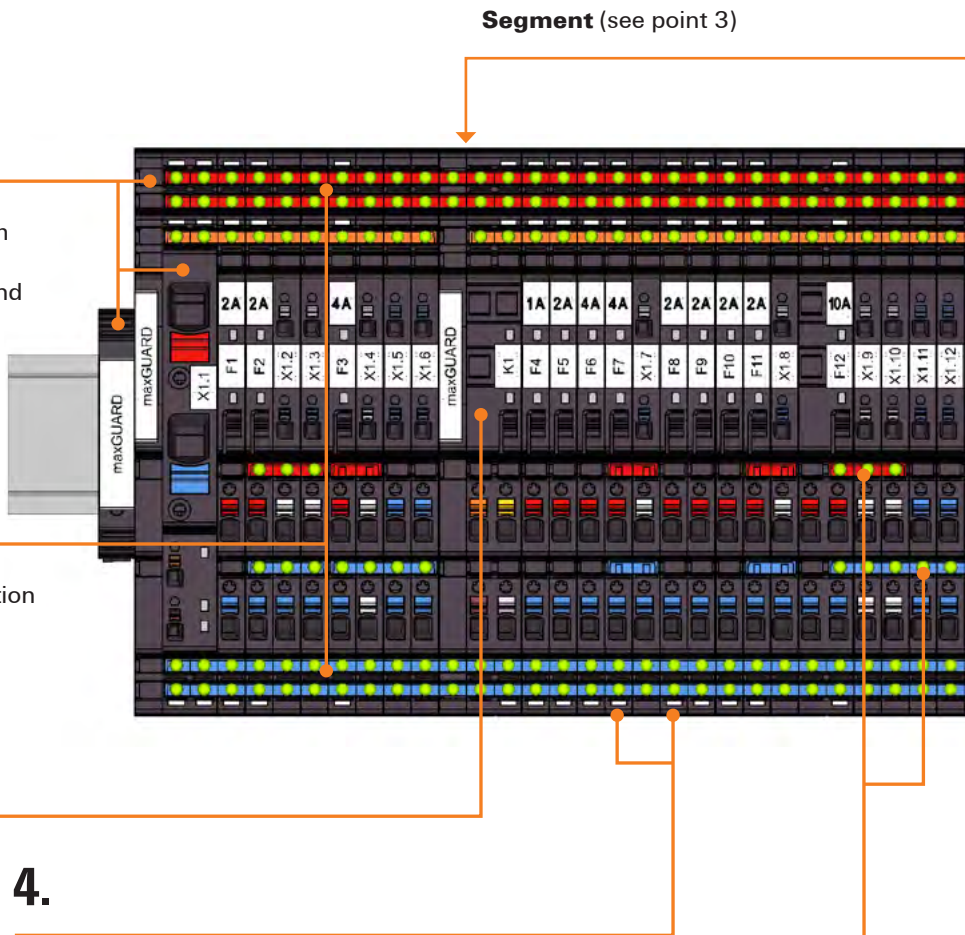 Segment (see point 3)
n
nd
tion
4.
maxGUARD
maxGUARD
X1.1
2A 2A 4A
F1 F2 X1.2 X1.3 F3 X1.4 X1.5 X1.6
maxGUARD
1A 2A 4A 4A 2A 2A 2A 2A 10A
K1 F4 F5 F6 F7 X1.7 F8 F9 F10 F11 X1.8 F12 X1.9 X1.10 X1.11 X1.12